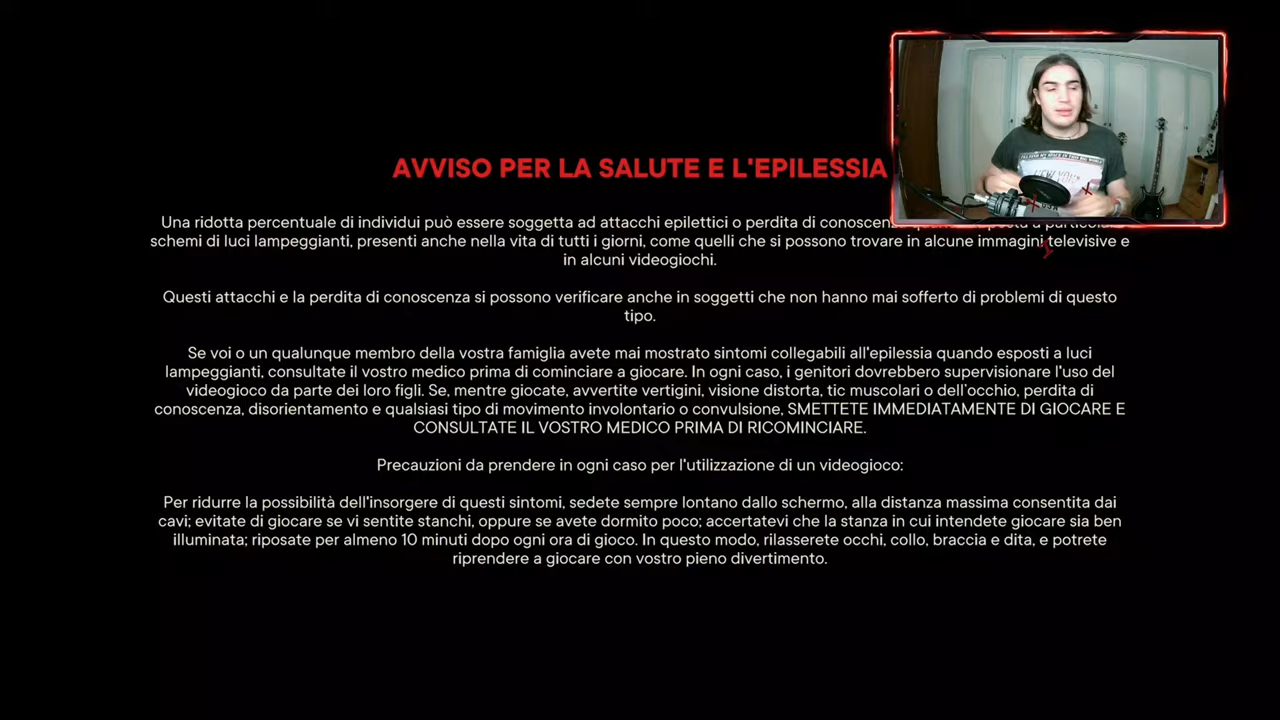 AVVISO PER LA SALUTE E L'EPILESSIA
Una ridotta percentuale di individui può essere soggetta ad attacchi epilettici o perdita di
schemi di luci lampeggianti, presenti anche nella vita di tutti i giorni, come quelli che si possono trovare in alcune immagini televisive e
in alcuni videogiochi.
Questi attacchi e la perdita di conoscenza si possono verificare anche in soggetti che non hanno mai sofferto di problemi di questo
tipo.
Se voi o un qualunque membro della vostra famiglia avete mai mostrato sintomi collegabili all'epilessia quando esposti a luci
lampeggianti, consultate il vostro medico prima di cominciare a giocare. In ogni caso, i genitori dovrebbero supervisionare l'uso del
videogioco da parte dei loro figli. Se, mentre giocate, avvertite vertigini, visione distorta, tic muscolari o dell'occhio, perdita di
conoscenza, disorientamento e qualsiasi tipo di movimento involontario o convulsione, SMETTETE IMMEDIATAMENTE DI GIOCARE E
CONSULTATE IL VOSTRO MEDICO PRIMA DI RICOMINCIARE.
Precauzioni da prendere in ogni caso per l'utilizzazione di un videogioco:
Per ridurre la possibilità dell'insorgere di questi sintomi, sedete sempre lontano dallo schermo, alla distanza massima consentita dai
cavi; evitate di giocare se vi sentite stanchi, oppure se avete dormito poco; accertatevi che la stanza in cui intendete giocare sia ben
illuminata; riposate per almeno 10 minuti dopo ogni ora di gioco. In questo modo, rilasserete occhi, collo, braccia e dita, e potrete
riprendere a giocare con vostro pieno divertimento.